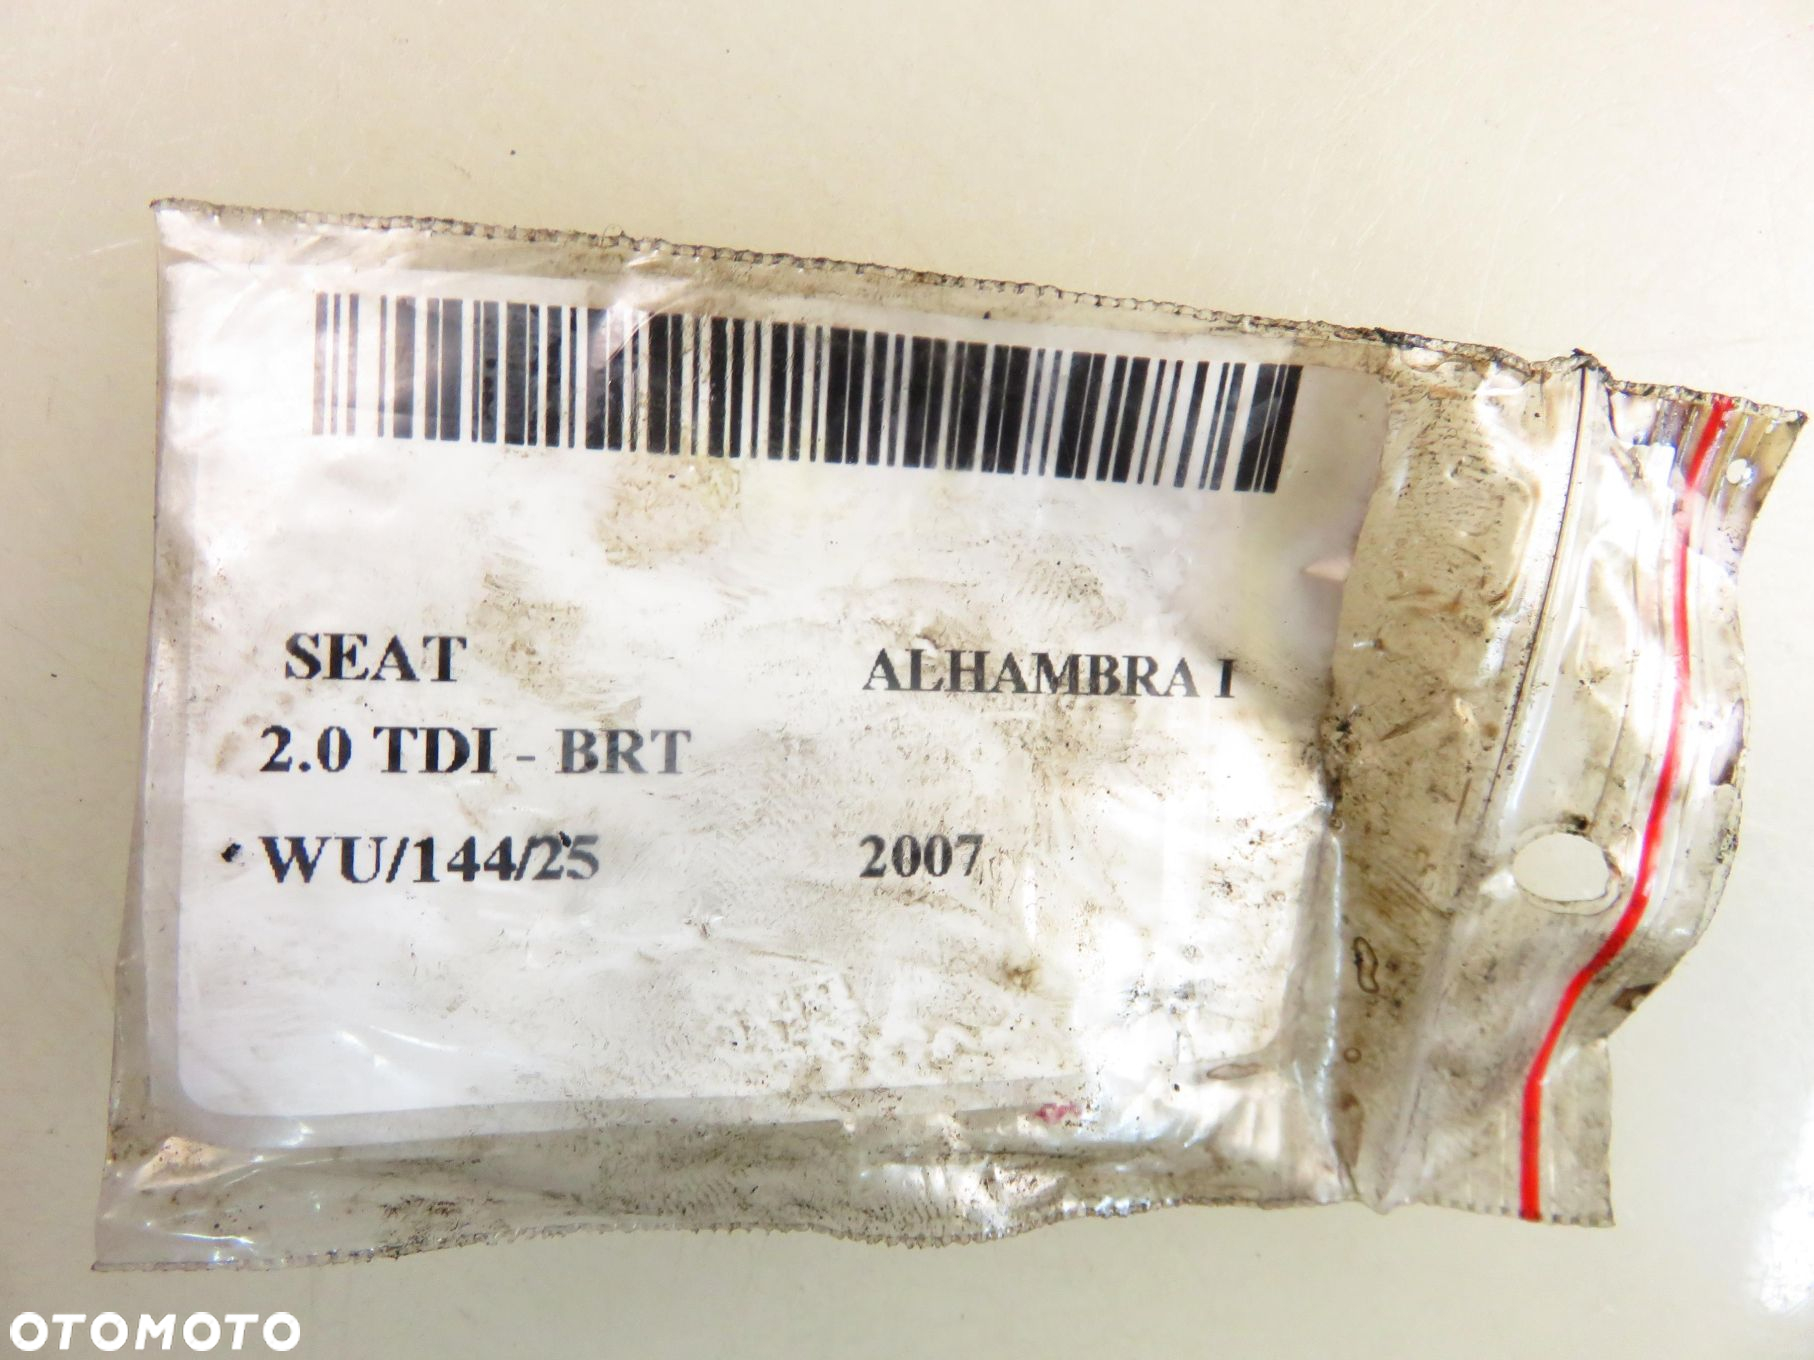 SEAT ALHAMBRA I
2.0 TDI - BRT
WU/144/25 2007
OTOMOTO